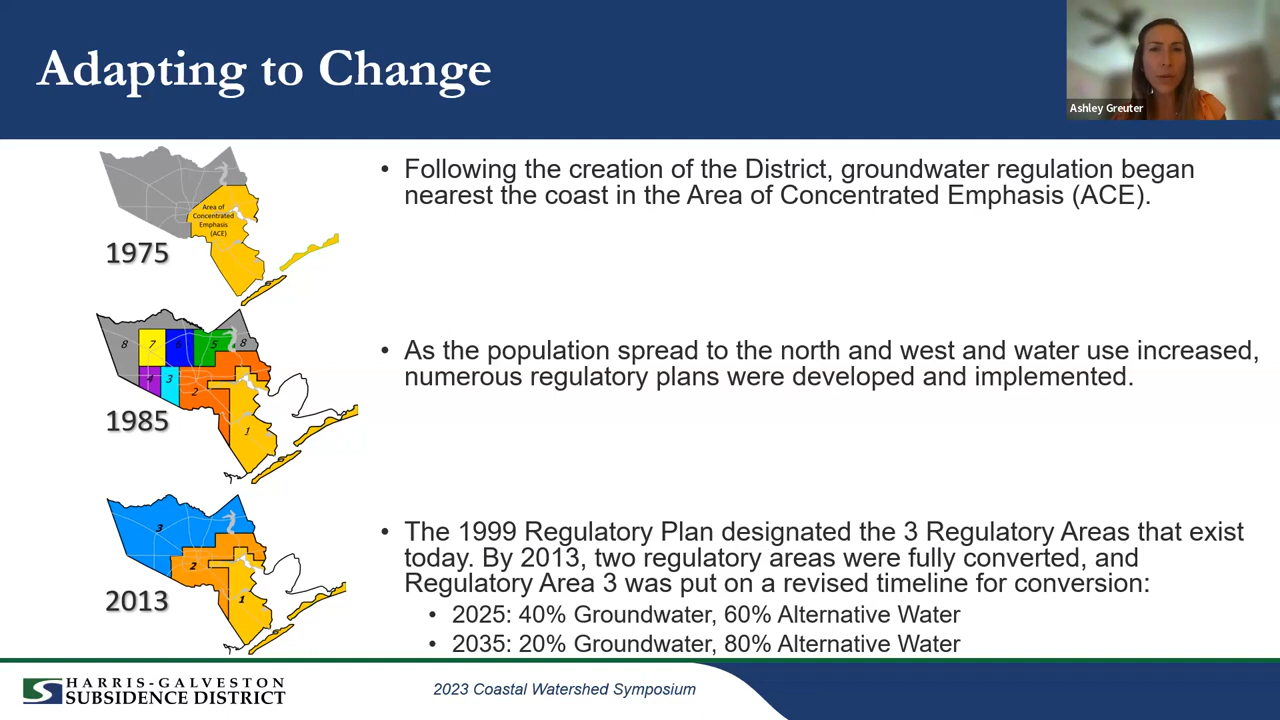 Adapting to Change
Ashley Greuter
Area of
Concentrated
Emphasis
(ACE)
1975
• Following the creation of the District, groundwater regulation began
nearest the coast in the Area of Concentrated Emphasis (ACE).
8
7
6
5
8
4
3
2
1
1985
• As the population spread to the north and west and water use increased,
numerous regulatory plans were developed and implemented.
3
2
1
2013
• The 1999 Regulatory Plan designated the 3 Regulatory Areas that exist
today. By 2013, two regulatory areas were fully converted, and
Regulatory Area 3 was put on a revised timeline for conversion:
• 2025: 40% Groundwater, 60% Alternative Water
• 2035: 20% Groundwater, 80% Alternative Water
HARRIS-GALVESTON
SUBSIDENCE DISTRICT
2023 Coastal Watershed Symposium